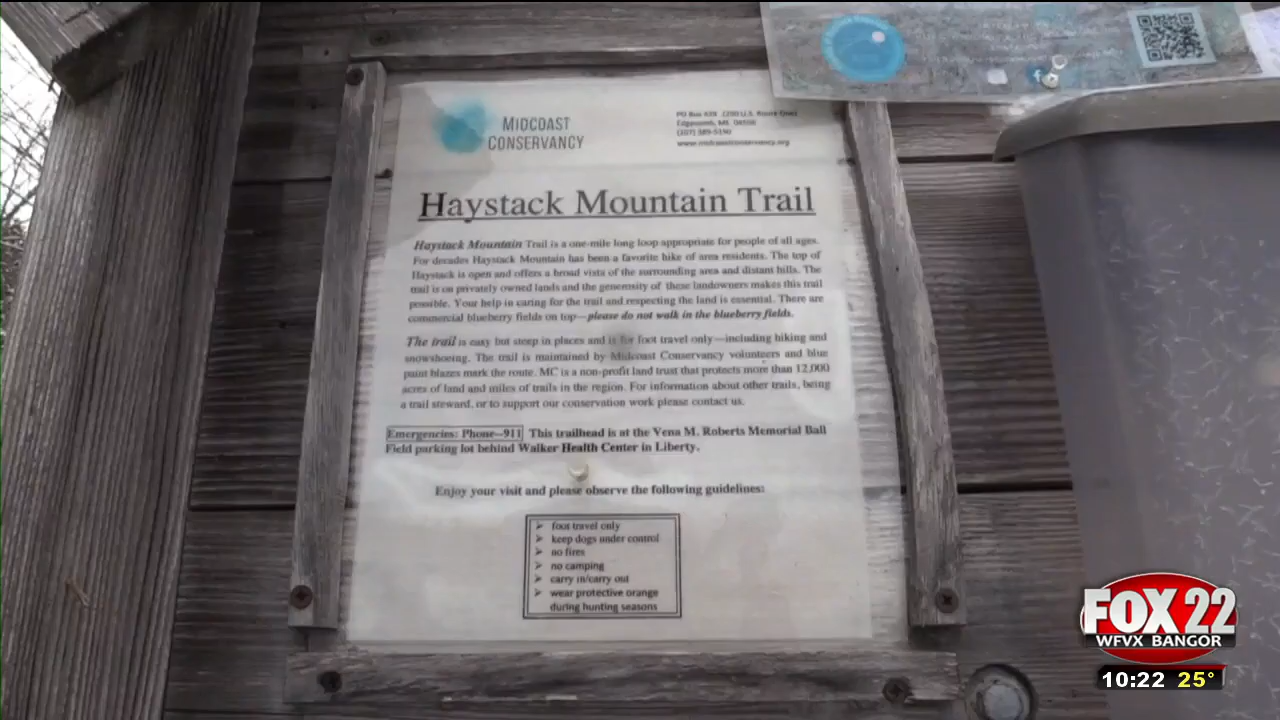 MIDCOAST
CONSERVANCY
Edgecomb, ME 04556
(207) 389-5150
www.midcoastconservancy.org
Haystack Mountain Trail
Haystack Mountain Trail is a one-mile long loop appropriate for people of all ages.
For decades Haystack Mountain has been a favorite hike of area residents. The top of
Haystack is open and offers a broad vista of the surrounding area and distant hills. The
trail is on privately owned lands and the generosity of these landowners makes this trail
possible. Your help in caring for the trail and respecting the land is essential. There are
commercial blueberry fields on top—please do not walk in the blueberry fields.
The trail is easy but steep in places and is for foot travel only—including hiking and
snowshoeing. The trail is maintained by Midcoast Conservancy volunteers and blue
paint blazes mark the route. MC is a non-profit land trust that protects more than 12,000
acres of land and miles of trails in the region. For information about other trails, being
a trail steward, or to support our conservation work please contact us.
Emergencies: Phone--911 This trailhead is at the Vena M. Roberts Memorial Ball
Field parking lot behind Walker Health Center in Liberty.
Enjoy your visit and please observe the following guidelines:
➢ foot travel only
➢ keep dogs under control
➢ no fires
➢ no camping
➢ carry in/carry out
➢ wear protective orange
during hunting seasons
FOX 22
WFVX BANGOR
10:22 25°